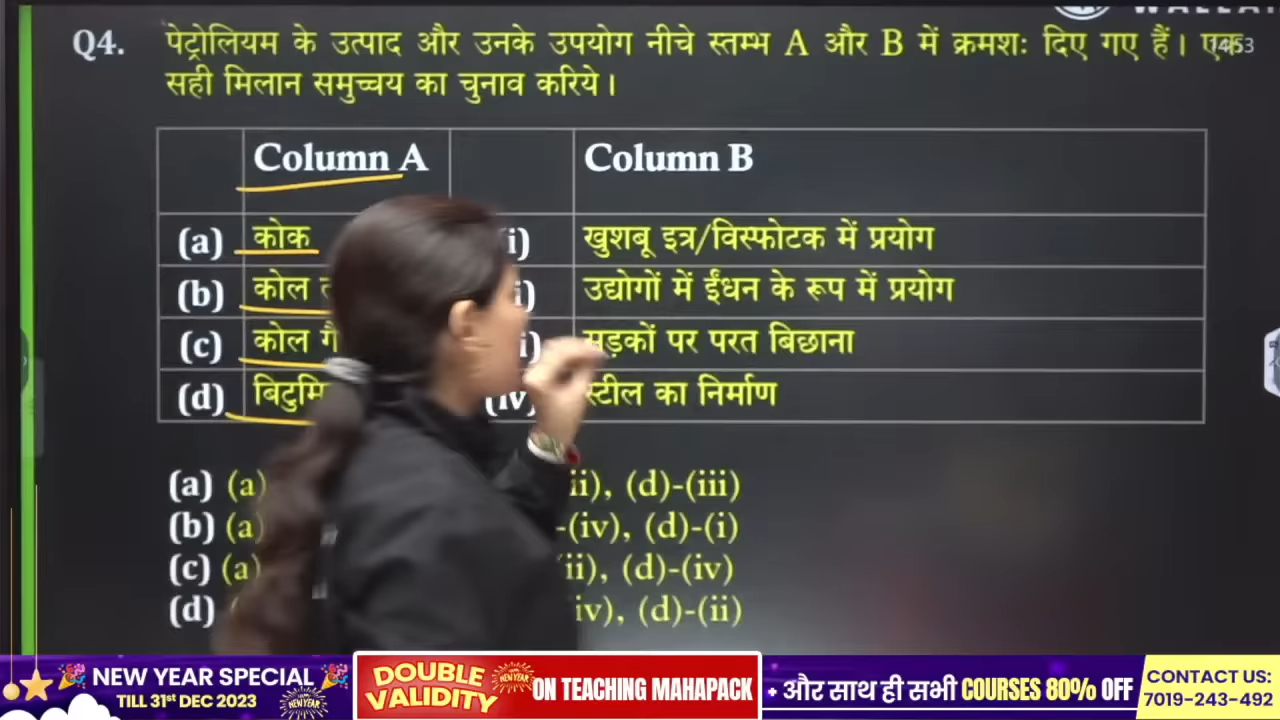 WALLAH
Q4. पेट्रोलियम के उत्पाद और उनके उपयोग नीचे स्तम्भ A और B में क्रमशः दिए गए हैं। एक
सही मिलान समुच्चय का चुनाव करिये।
Column A Column B
(a) कोक (i) खुशबू इत्र/विस्फोटक में प्रयोग
(b) कोल उद्योगों में ईंधन के रूप में प्रयोग
(c) कोल सड़कों पर परत बिछाना
(d) (iv) स्टील का निर्माण
(a) (a) ii), (d)-(iii)
(b) (a) -(iv), (d)-(i)
(c) (a) ii), (d)-(iv)
(d) iv), (d)-(ii)
NEW YEAR SPECIAL
TILL 31st DEC 2023
DOUBLE VALIDITY
ON TEACHING MAHAPACK
+ और साथ ही सभी COURSES 80% OFF
CONTACT US:
7019-243-492